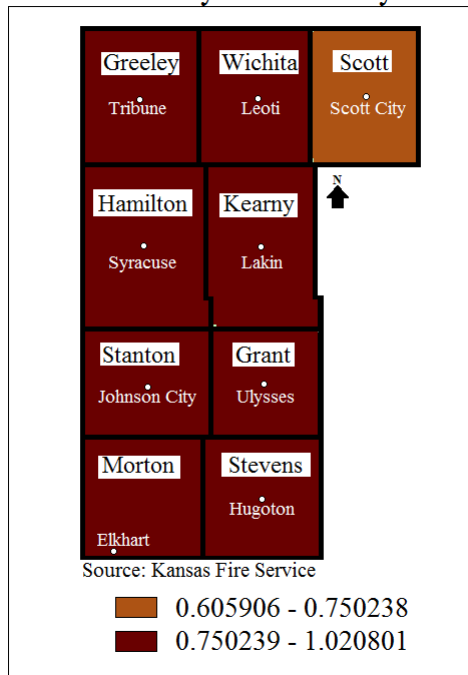 Greeley Wichita Scott
Tribune Leoti Scott City
N
Hamilton Kearny
Syracuse Lakin
Stanton Grant
Johnson City Ulysses
Morton Stevens
Hugoton
Elkhart
Source: Kansas Fire Service
0.605906 - 0.750238
0.750239 - 1.020801